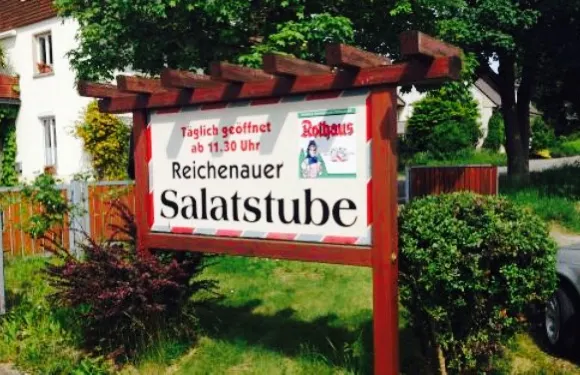 Täglich geöffnet
ab 11.30 Uhr
Rothaus
Reichenauer
Salatstube